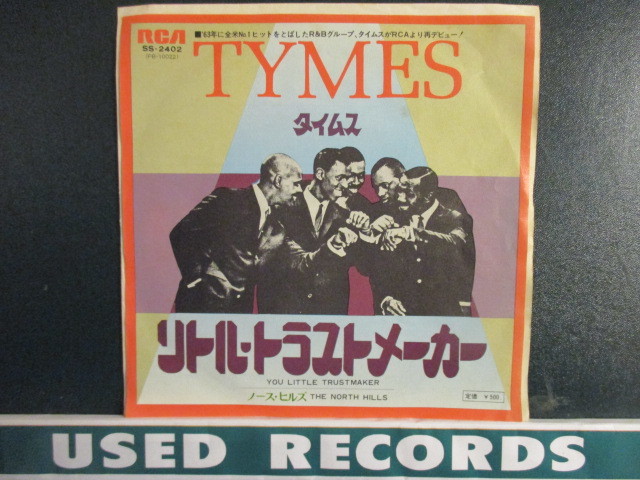 RCA
SS-2402
■'63年に全米No.1ヒットをとばしたR&Bグループ、タイムスがRCAより再デビュー!
TYMES
タイムス
リトル・トラストメーカー
YOU LITTLE TRUSTMAKER
ノース・ヒルズ THE NORTH HILLS
定価 ¥500
USED RECORDS